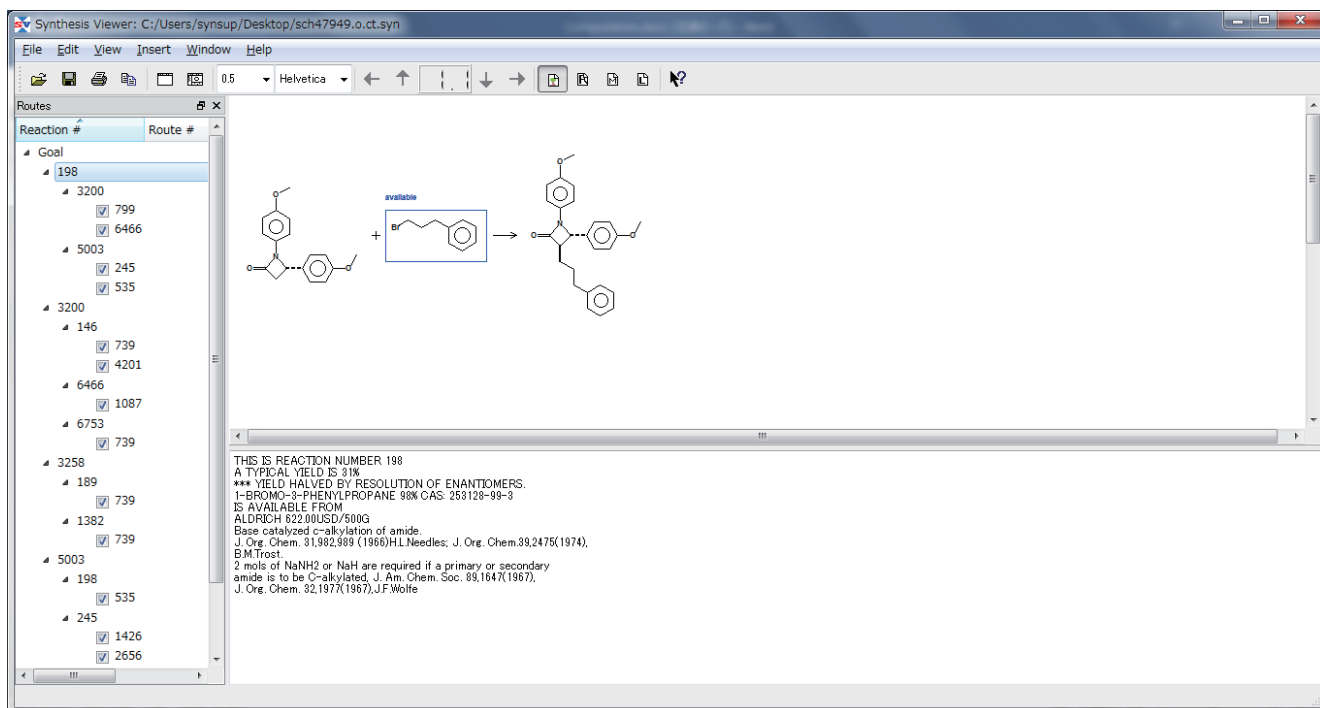 Synthesis Viewer: C:/Users/synsup/Desktop/sch47949.o.ct.syn
File Edit View Insert Window Help
0.5 Helvetica
Routes
Reaction # Route #
Goal
198
3200
799
6466
5003
245
535
3200
146
739
4201
6466
1087
6753
739
3258
189
739
1382
739
5003
198
535
245
1426
2656
available
Br
+
O
N
O
O
O
N
O
O
THIS IS REACTION NUMBER 198
A TYPICAL YIELD IS 31%
*** YIELD HALVED BY RESOLUTION OF ENANTIOMERS.
1-BROMO-3-PHENYLPROPANE 98% CAS: 253128-99-3
IS AVAILABLE FROM
ALDRICH 622.00USD/500G
Base catalyzed c-alkylation of amide.
J. Org. Chem. 31,982,989 (1966)H.L.Needles; J. Org. Chem.39,2475(1974),
B.M.Trost.
2 mols of NaNH2 or NaH are required if a primary or secondary
amide is to be C-alkylated, J. Am. Chem. Soc. 89,1647(1967),
J. Org. Chem. 32,1977(1967),J.F.Wolfe